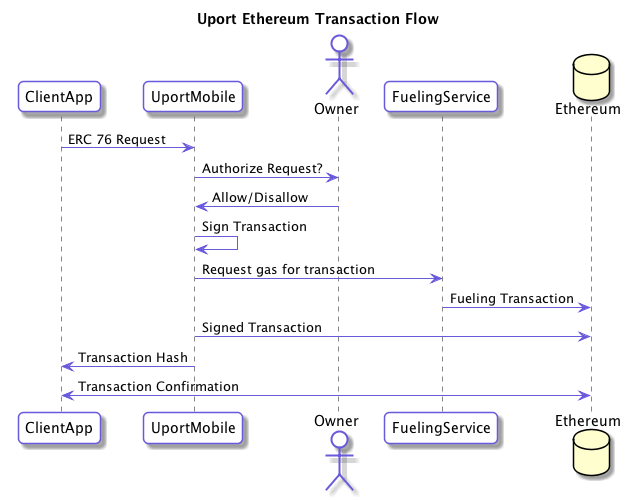 Uport Ethereum Transaction Flow
ClientApp
UportMobile
Owner
FuelingService
Ethereum
ERC 76 Request
Authorize Request?
Allow/Disallow
Sign Transaction
Request gas for transaction
Fueling Transaction
Signed Transaction
Transaction Hash
Transaction Confirmation
ClientApp
UportMobile
Owner
FuelingService
Ethereum